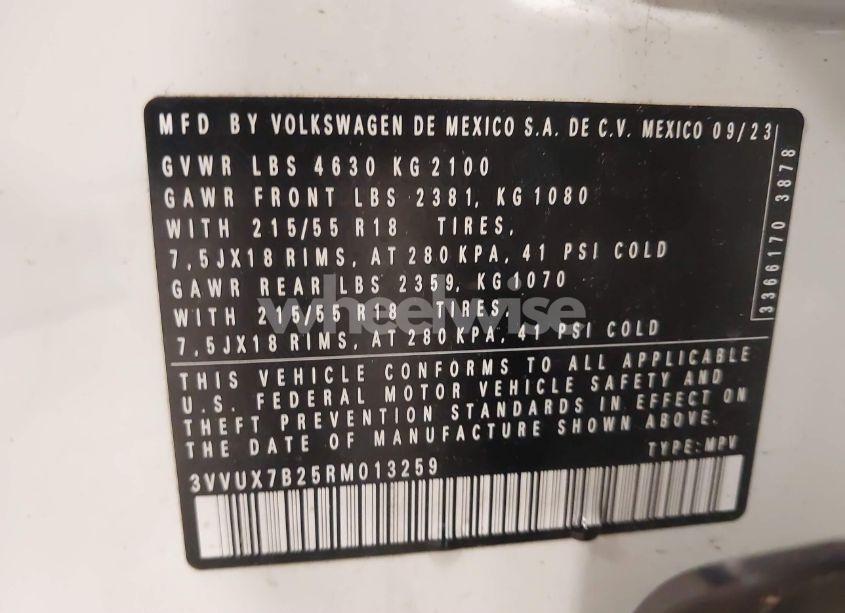 MFD BY VOLKSWAGEN DE MEXICO S.A. DE C.V. MEXICO 09/23
GVWR LBS 4630 KG 2100
GAWR FRONT LBS 2381, KG 1080
WITH 215/55 R18 TIRES,
7,5JX18 RIMS, AT 280 KPA, 41 PSI COLD
GAWR REAR LBS 2359, KG 1070
WITH 215/55 R18 TIRES,
7,5JX18 RIMS, AT 280 KPA, 41 PSI COLD
THIS VEHICLE CONFORMS TO ALL APPLICABLE
U.S. FEDERAL MOTOR VEHICLE SAFETY AND
THEFT PREVENTION STANDARDS IN EFFECT ON
THE DATE OF MANUFACTURE SHOWN ABOVE.
TYPE: MPV
3VVUX7B25RM013259
3366170 3878
wheelwise